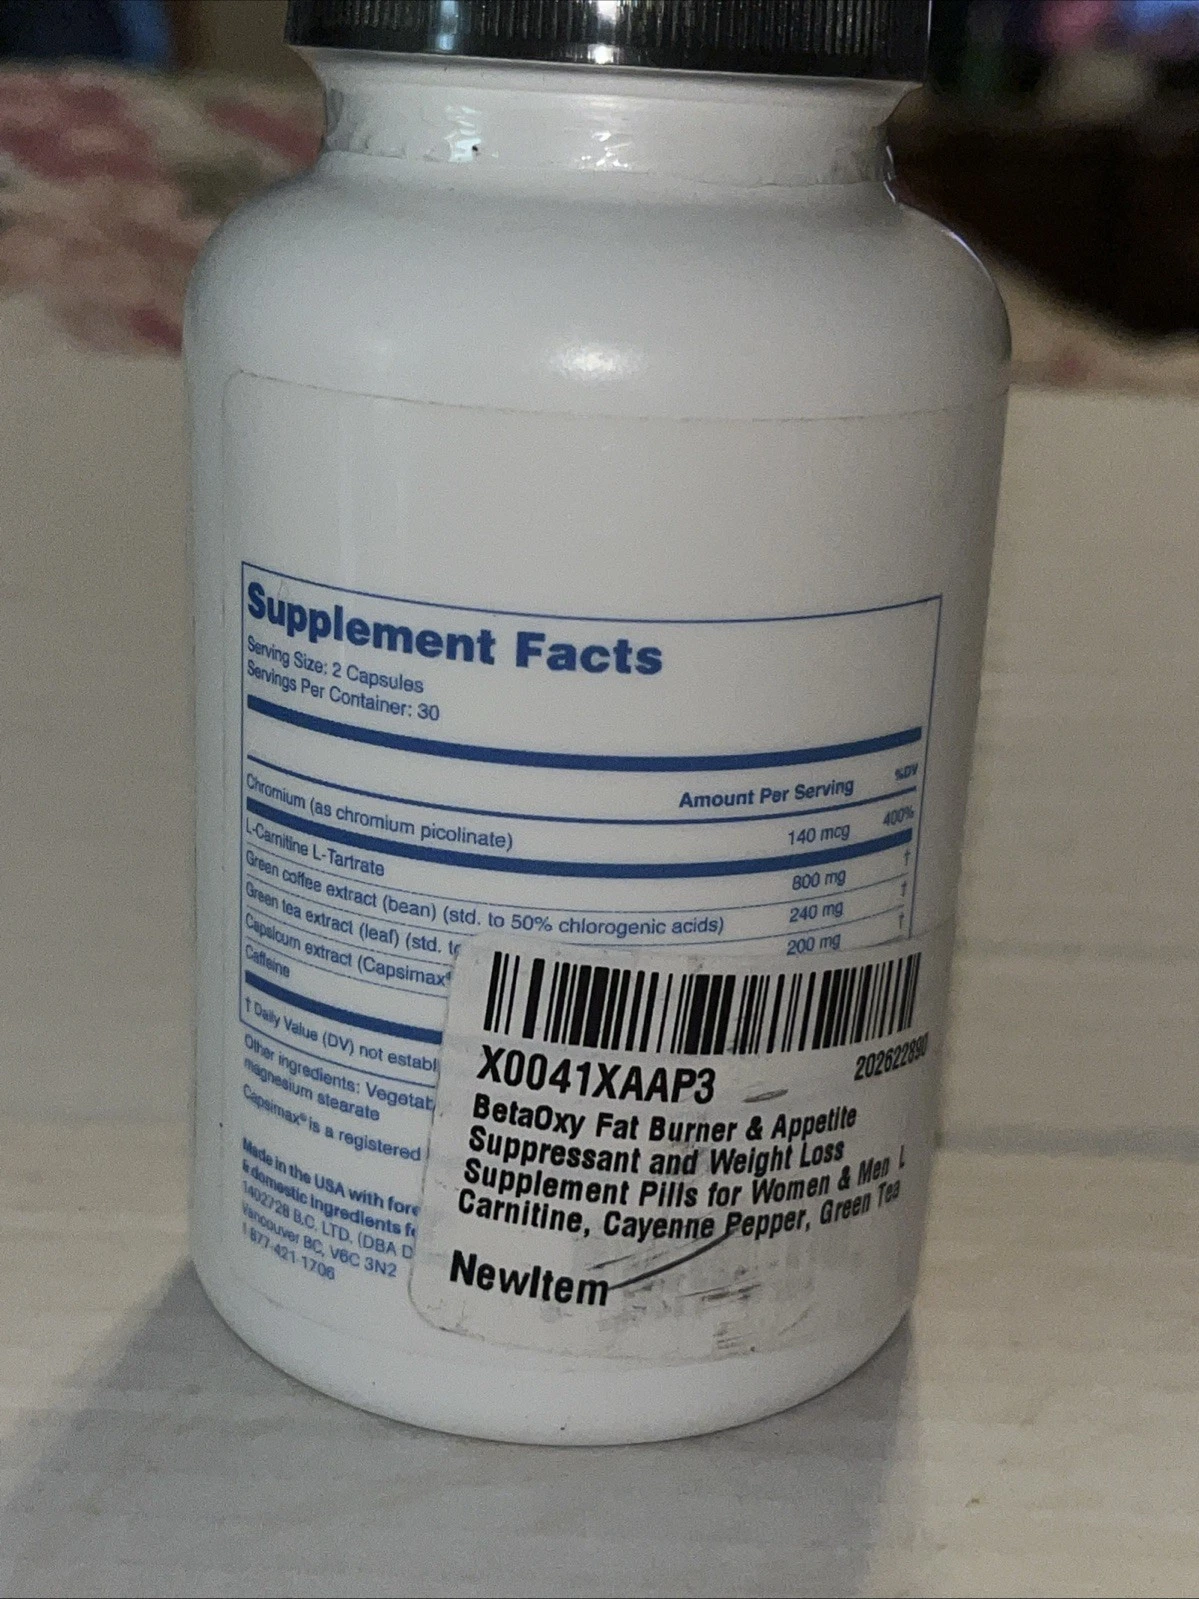 Supplement Facts
Serving Size: 2 Capsules
Servings Per Container: 30
Amount Per Serving %DV
Chromium (as chromium picolinate) 140 mcg 400%
L-Carnitine L-Tartrate 800 mg †
Green coffee extract (bean) (std. to 50% chlorogenic acids) 240 mg †
Green tea extract (leaf) (std. to 200 mg †
Capsicum extract (Capsimax®
Caffeine
† Daily Value (DV) not establ
Other ingredients: Vegetab
magnesium stearate
Capsimax® is a registered
Made in the USA with fore
& domestic ingredients fo
1402728 B.C. LTD. (DBA D
Vancouver BC, V6C 3N2
1 877-421-1706
X0041XAAP3
202622890
BetaOxy Fat Burner & Appetite
Suppressant and Weight Loss
Supplement Pills for Women & Men L
Carnitine, Cayenne Pepper, Green Tea
NewItem